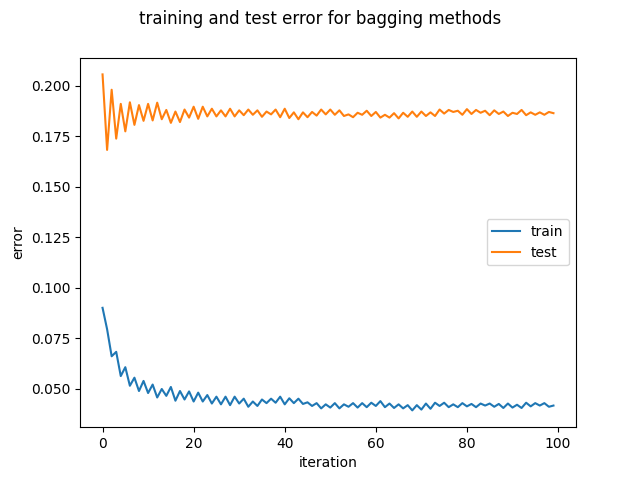 training and test error for bagging methods
0.200
0.175
0.150
0.125
0.100
0.075
0.050
error
train
test
0 20 40 60 80 100
iteration